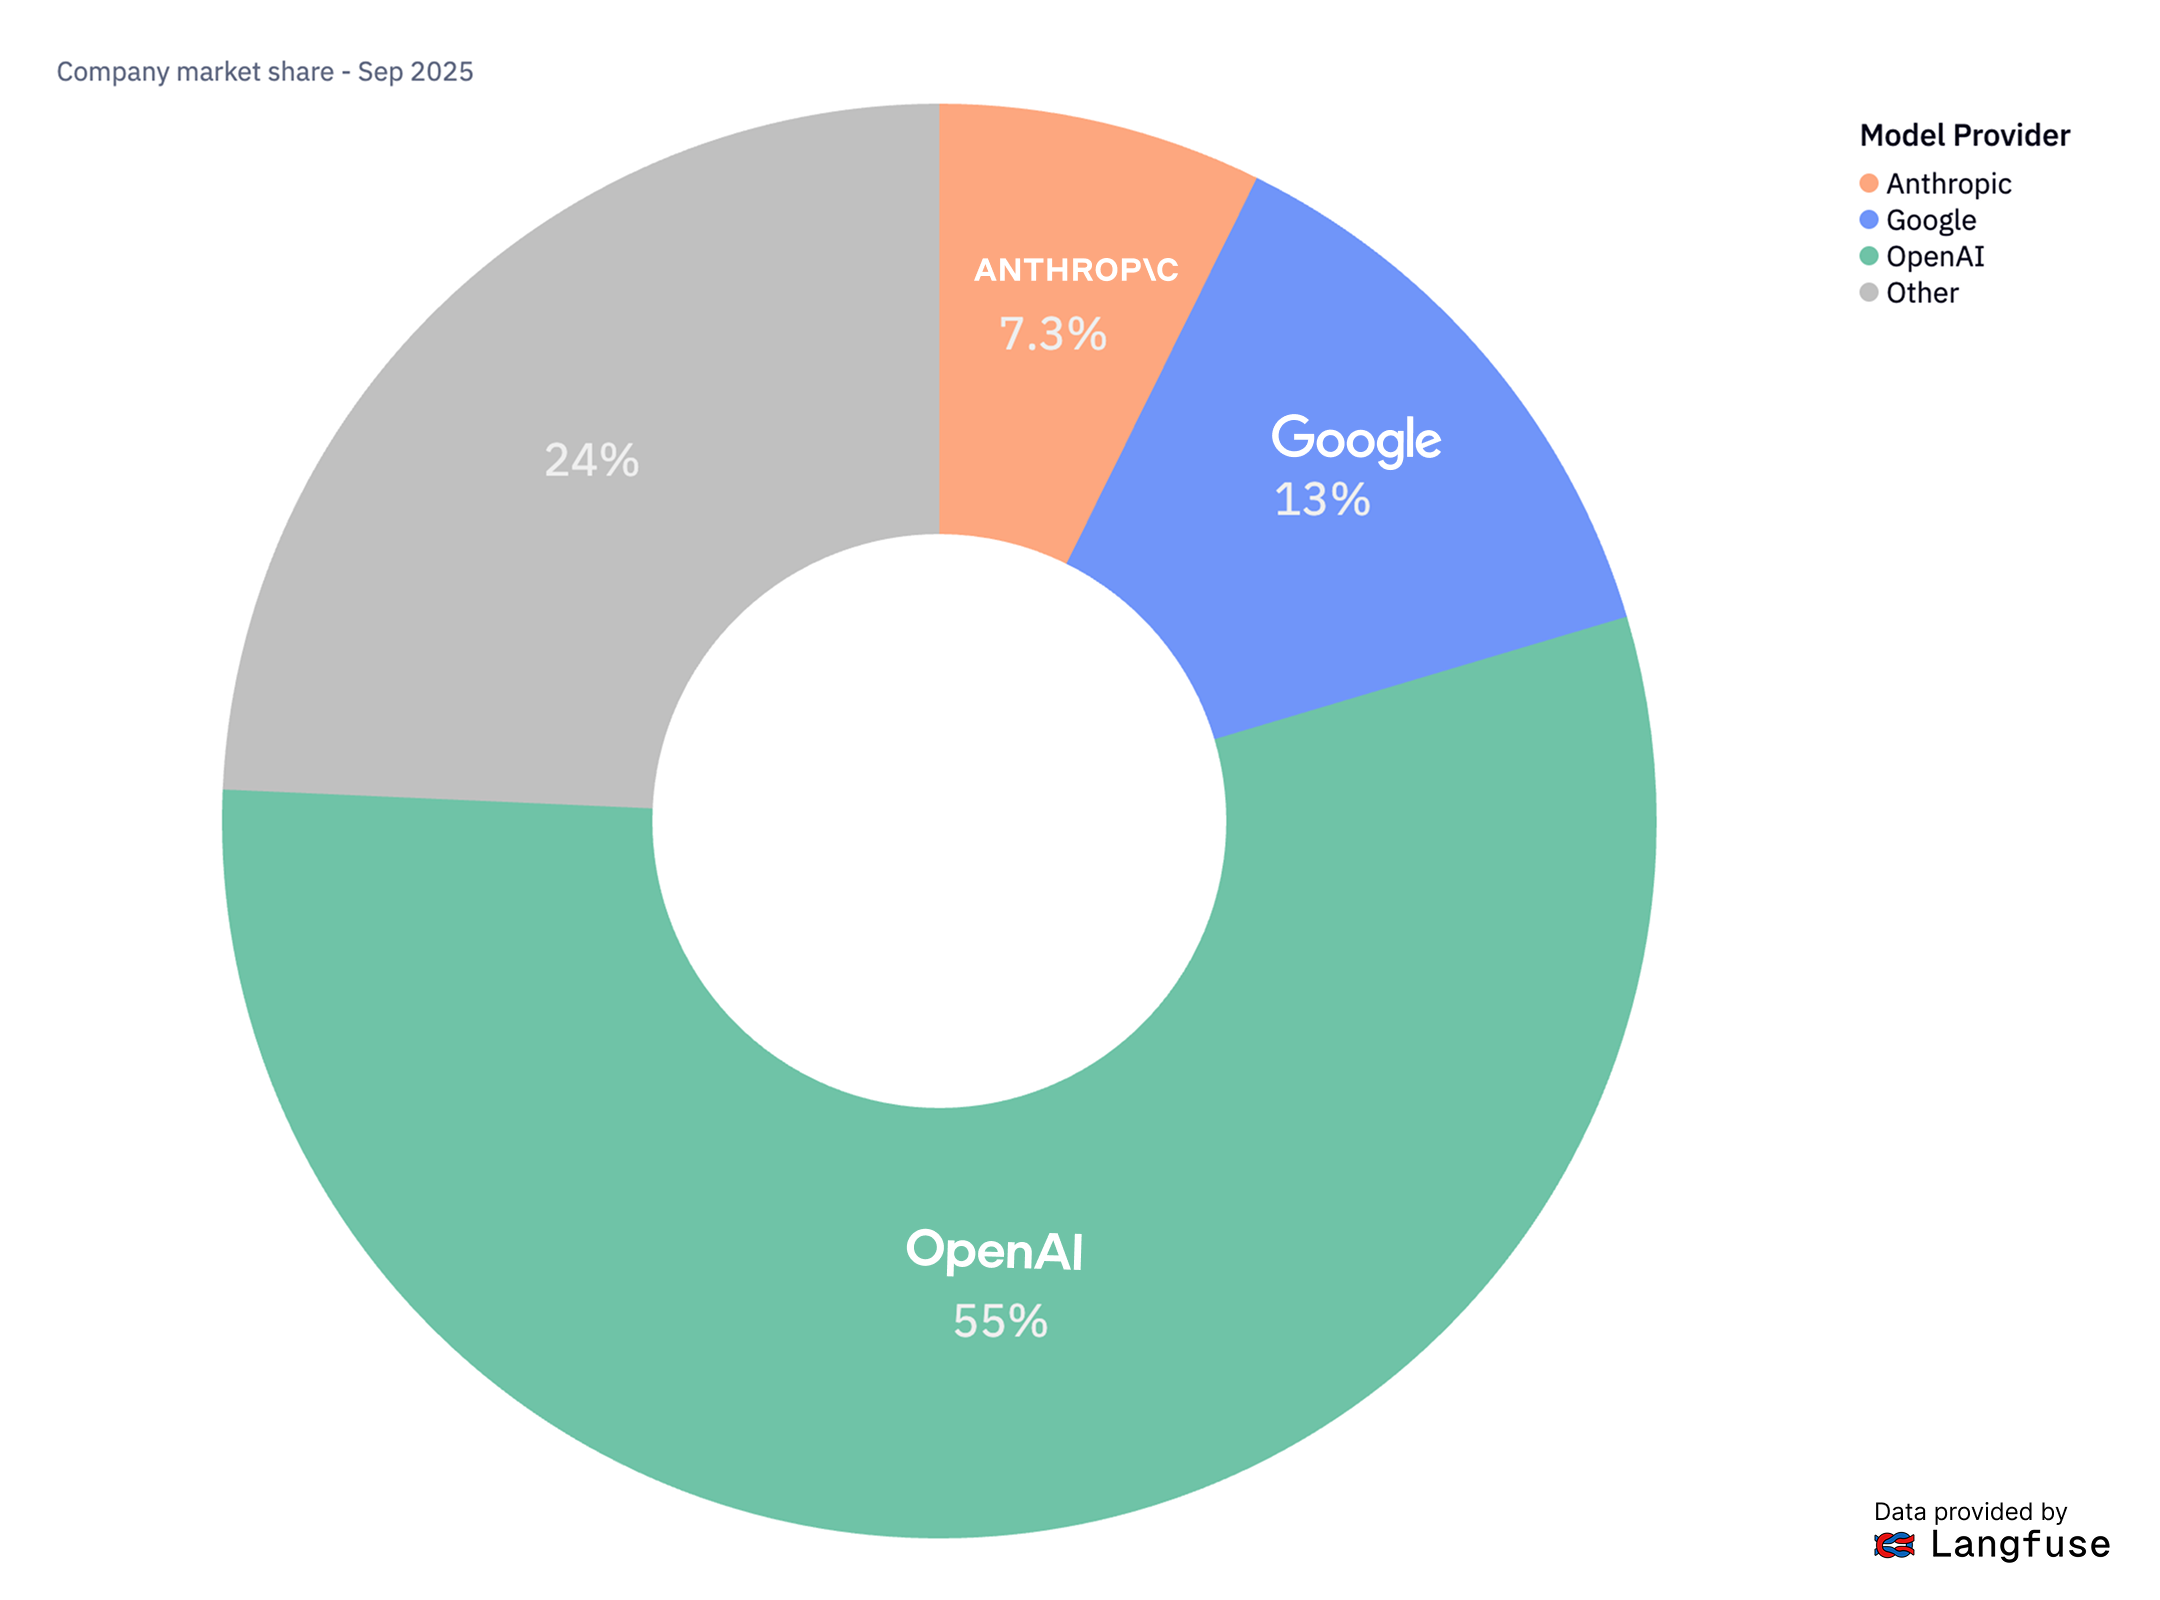 Company market share - Sep 2025
Model Provider
Anthropic
Google
OpenAI
Other
ANTHROP\C
7.3%
Google
13%
24%
OpenAI
55%
Data provided by
Langfuse